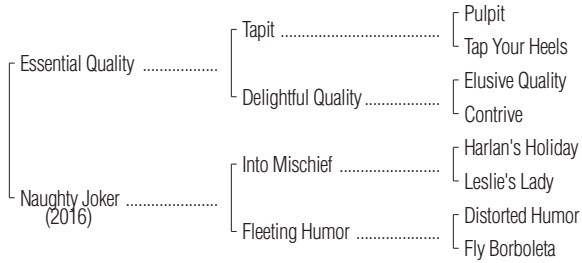 Pulpit
Tapit ......................
Tap Your Heels
Essential Quality ................
Elusive Quality
Delightful Quality ................
Contrive
Harlan's Holiday
Into Mischief .....................
Leslie's Lady
Naughty Joker ....................
(2016)
Distorted Humor
Fleeting Humor ..................
Fly Borboleta